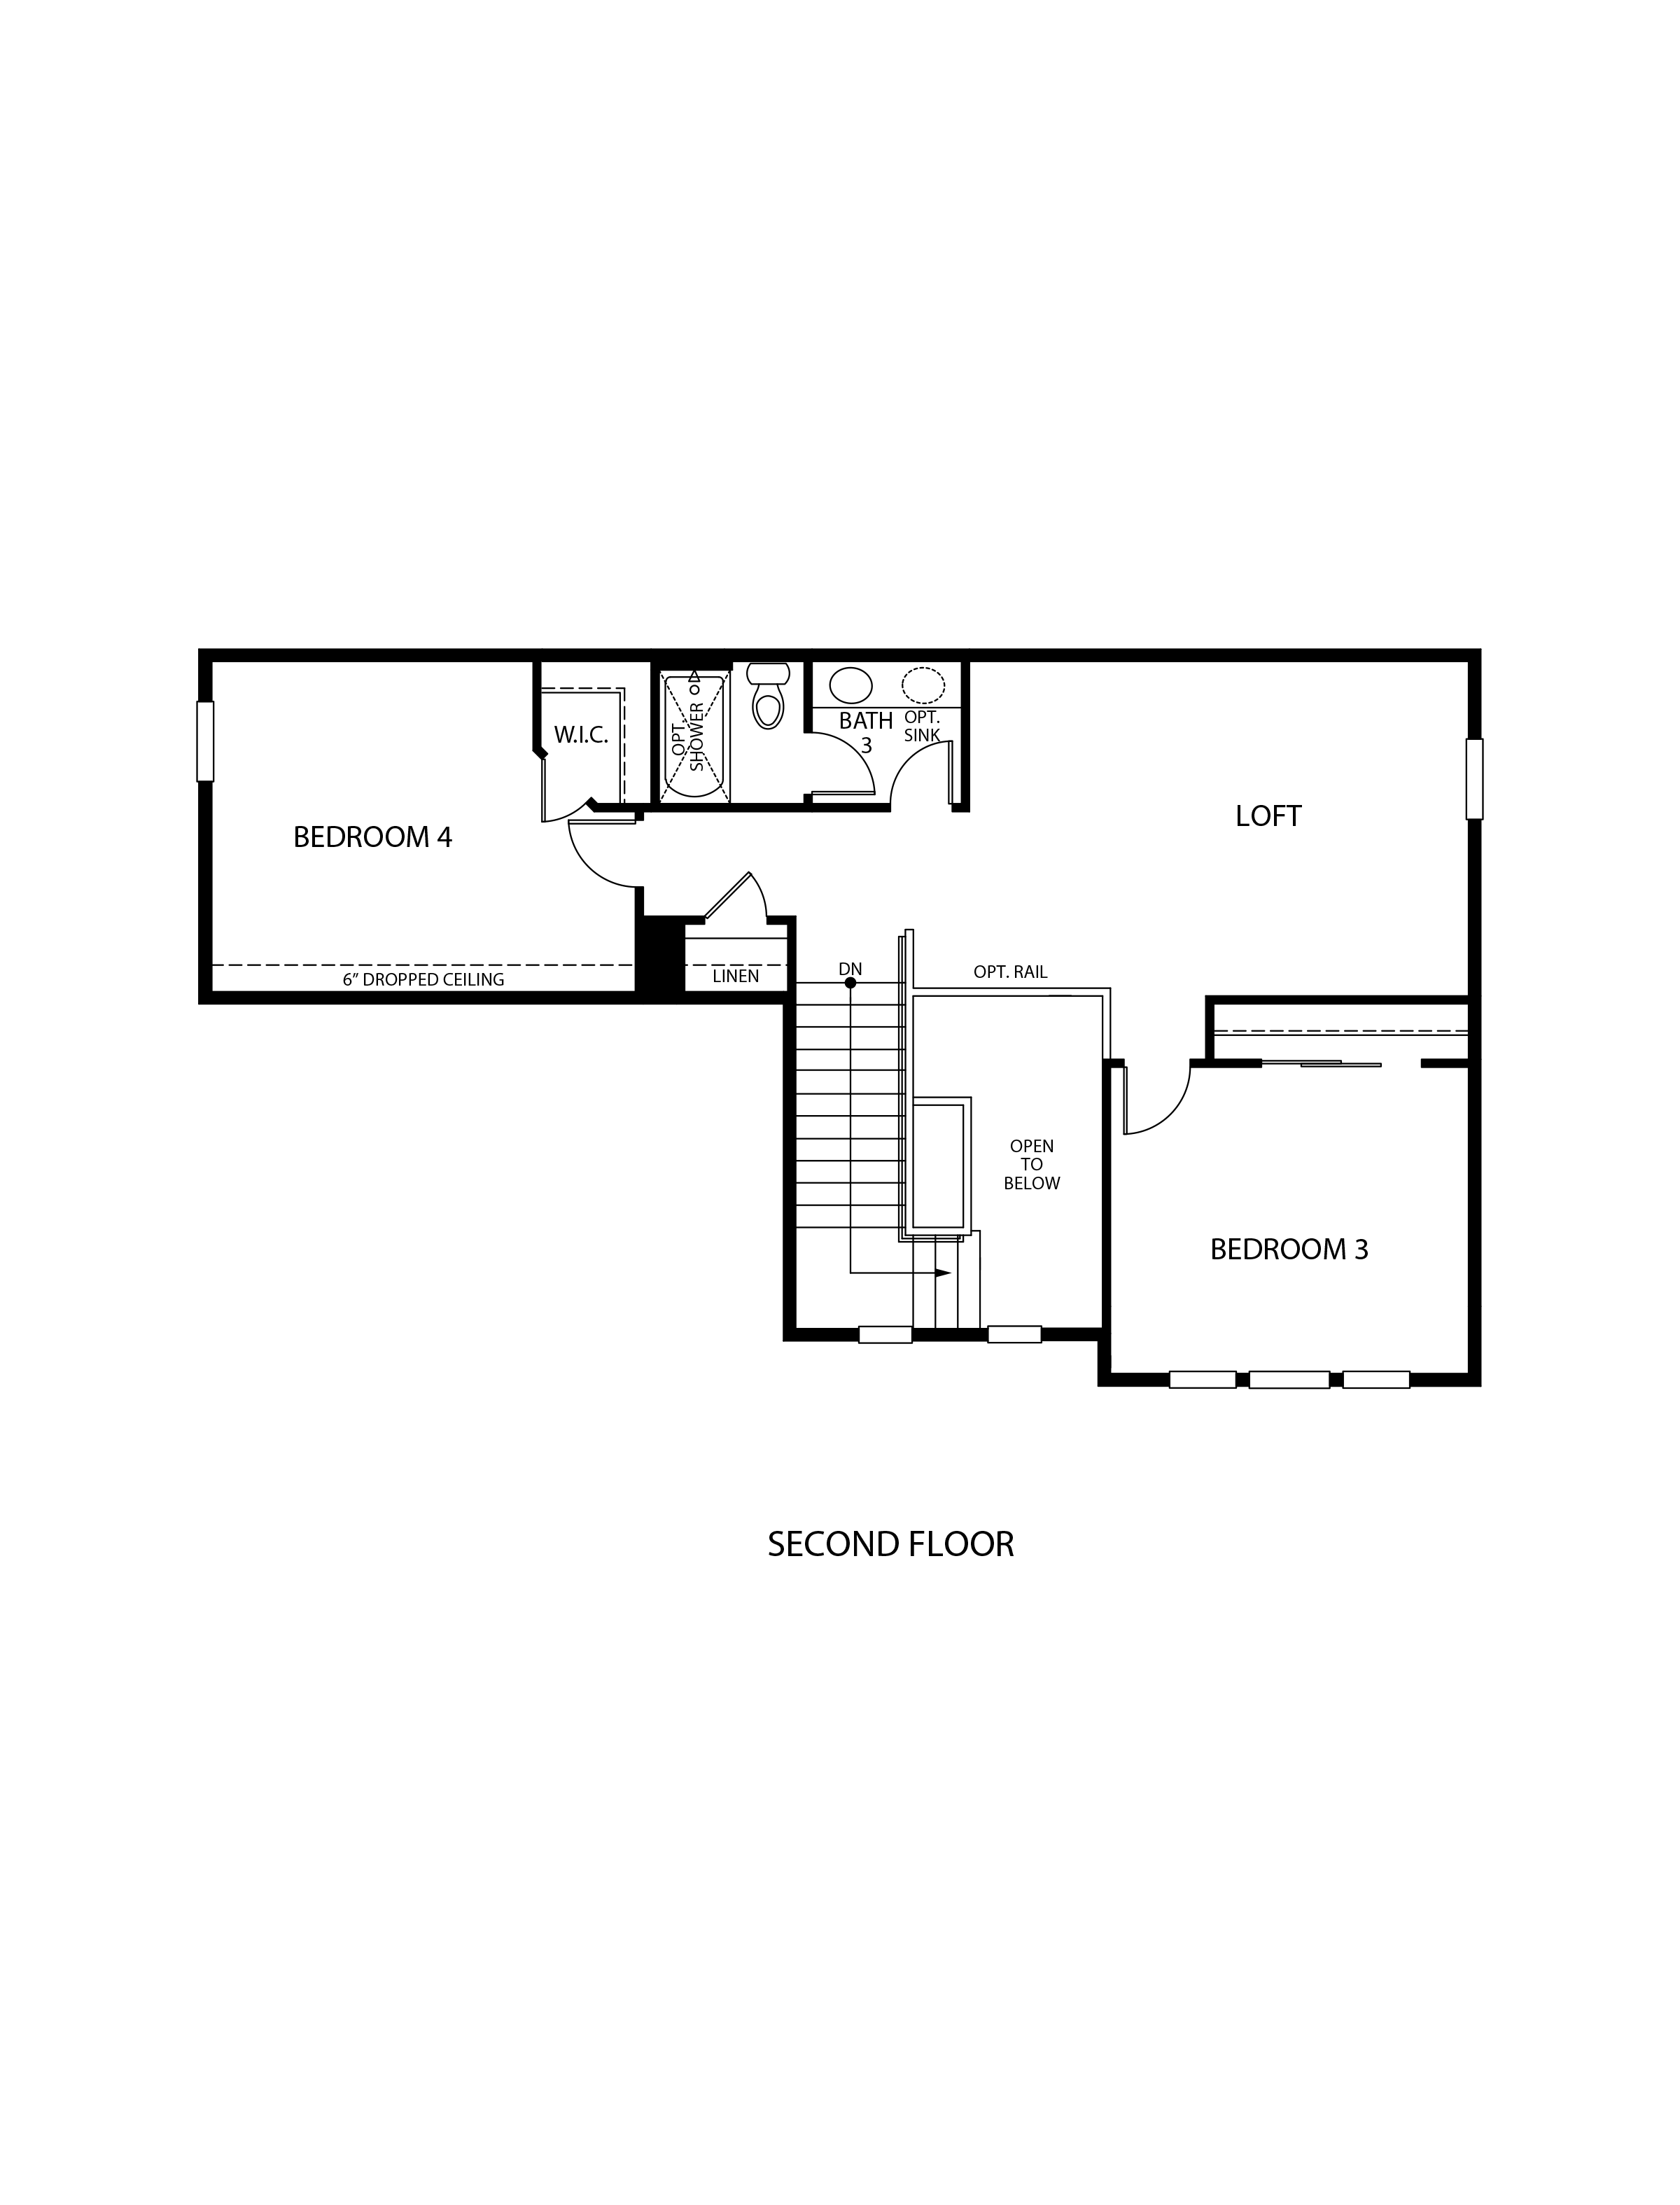 W.I.C.
OPT
SHOWER
BATH
3
OPT.
SINK
BEDROOM 4
LOFT
6” DROPPED CEILING
LINEN
DN
OPT. RAIL
OPEN
TO
BELOW
BEDROOM 3
SECOND FLOOR